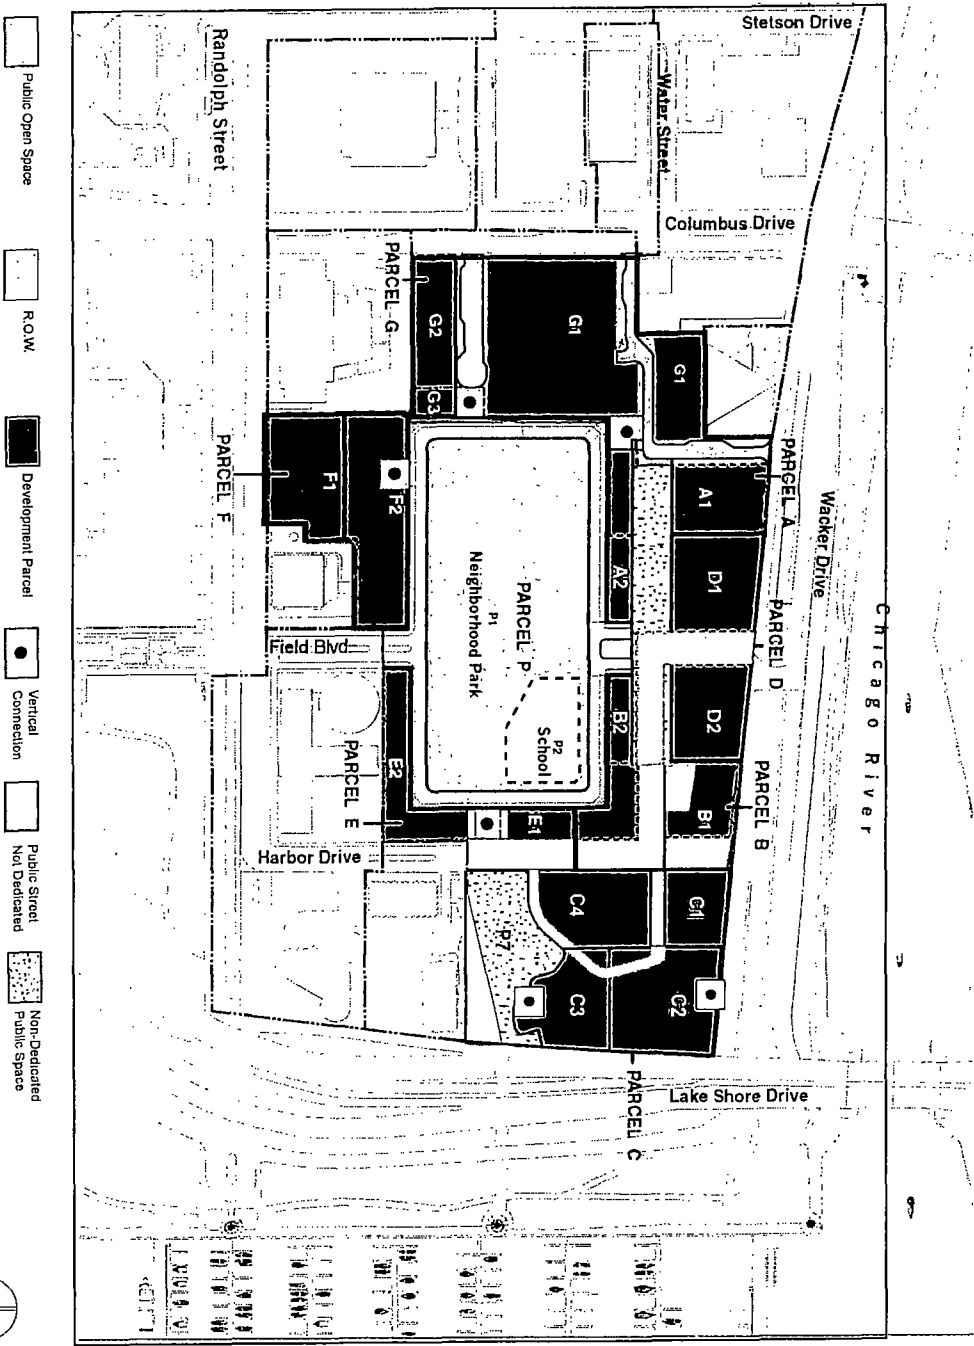 Stetson Drive
Randolph Street
Water Street
Columbus Drive
PARCEL G
G2
G1
G3
G1
PARCEL A
Wacker Drive
Chicago River
PARCEL F
F1
F2
A1
A2
D1
PARCEL D
PARCEL P
P1
Neighborhood Park
P2
School
Field Blvd.
B2
D2
PARCEL B
B1
PARCEL E
E2
E1
Harbor Drive
C4
C1
P7
C3
C2
PARCEL C
Lake Shore Drive
Public Open Space
R.O.W.
Development Parcel
Vertical
Connection
Public Street
Not Dedicated
Non-Dedicated
Public Space